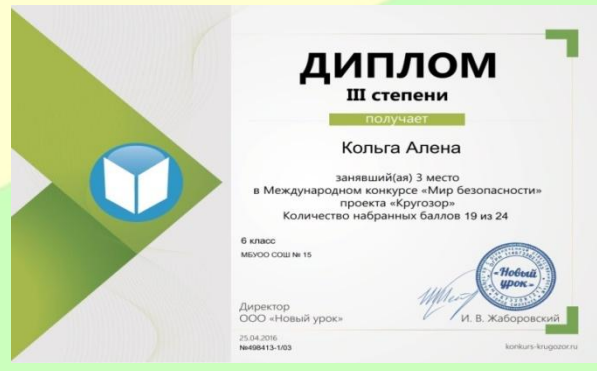 ДИПЛОМ
III степени
получает
Кольга Алена
занявший(ая) 3 место
в Международном конкурсе «Мир безопасности»
проекта «Кругозор»
Количество набранных баллов 19 из 24
6 класс
МБУОО СОШ № 15
«Новый
урок»
Директор
ООО «Новый урок»
И. В. Жаборовский
25.04.2016
№498413-1/03
konkurs-krugozor.ru